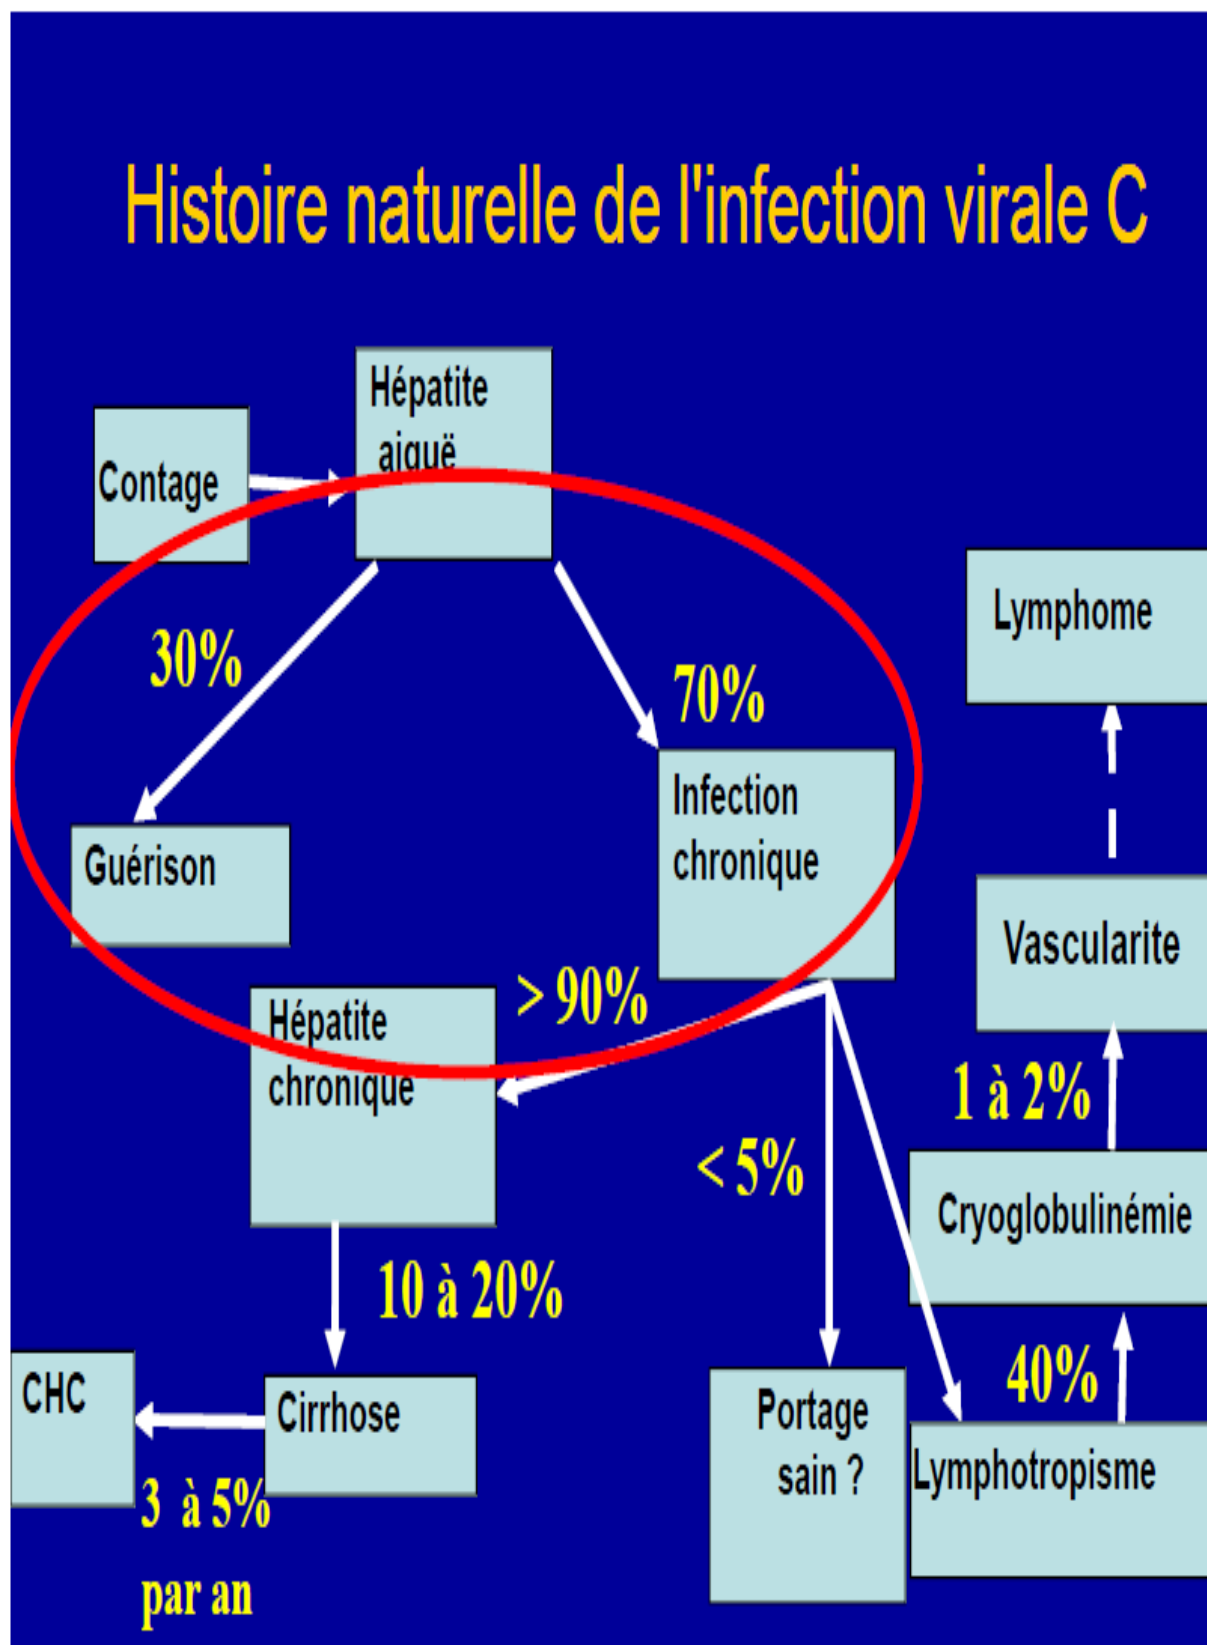 Histoire naturelle de l'infection virale C
Hépatite
aiguë
Contage
30%
70%
Lymphome
Infection
chronique
Guérison
Vascularite
> 90%
Hépatite
chronique
1 à 2%
< 5%
Cryoglobulinémie
10 à 20%
40%
CHC
Cirrhose
Portage
sain ?
Lymphotropisme
3 à 5%
par an